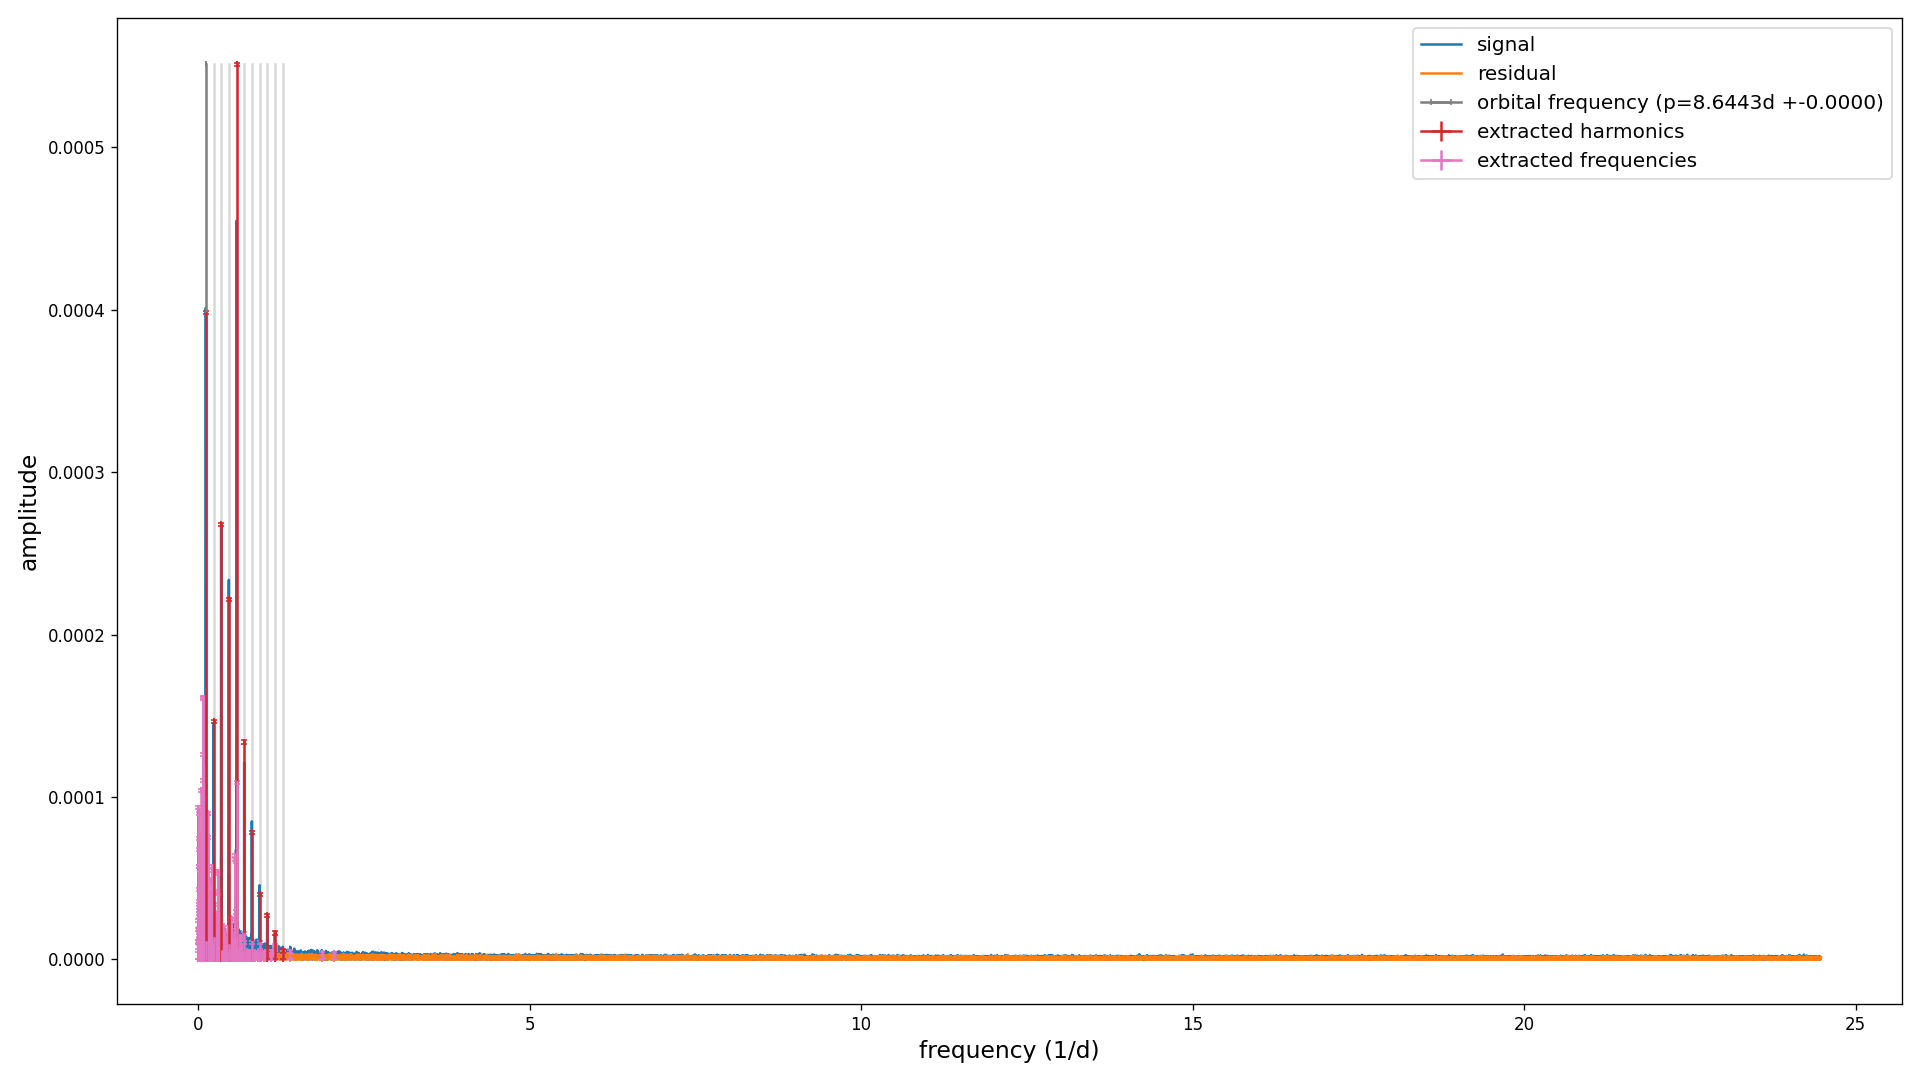 signal
residual
orbital frequency (p=8.6443d +-0.0000)
extracted harmonics
extracted frequencies
0.0005
0.0004
0.0003
0.0002
0.0001
0.0000
amplitude
0 5 10 15 20 25
frequency (1/d)